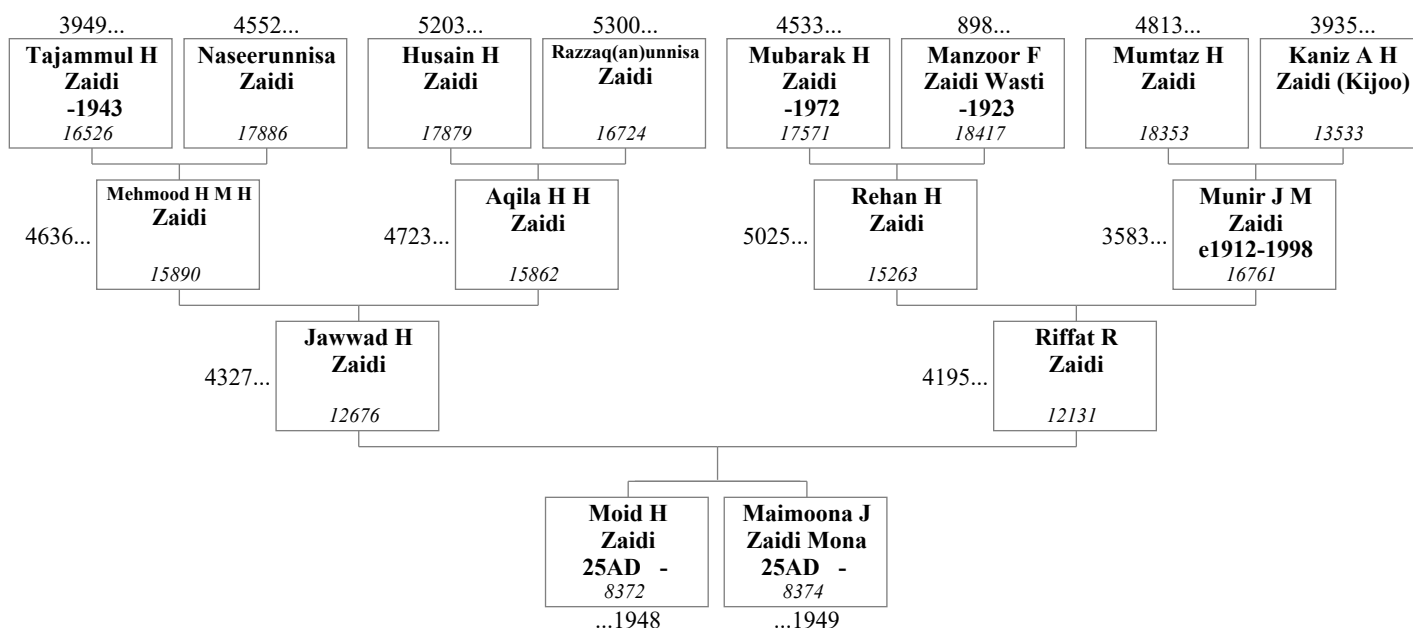 3949... 4552... 5203... 5300... 4533... 898... 4813... 3935...
Tajammul H
Zaidi
-1943
16526
Naseerunnisa
Zaidi
17886
Husain H
Zaidi
17879
Razzaq(an)unnisa
Zaidi
16724
Mubarak H
Zaidi
-1972
17571
Manzoor F
Zaidi Wasti
-1923
18417
Mumtaz H
Zaidi
18353
Kaniz A H
Zaidi (Kijoo)
13533
4636...
Mehmood H M H
Zaidi
15890
4723...
Aqila H H
Zaidi
15862
5025...
Rehan H
Zaidi
15263
3583...
Munir J M
Zaidi
e1912-1998
16761
4327...
Jawwad H
Zaidi
12676
4195...
Riffat R
Zaidi
12131
Moid H
Zaidi
25AD -
8372
...1948
Maimoona J
Zaidi Mona
25AD -
8374
...1949